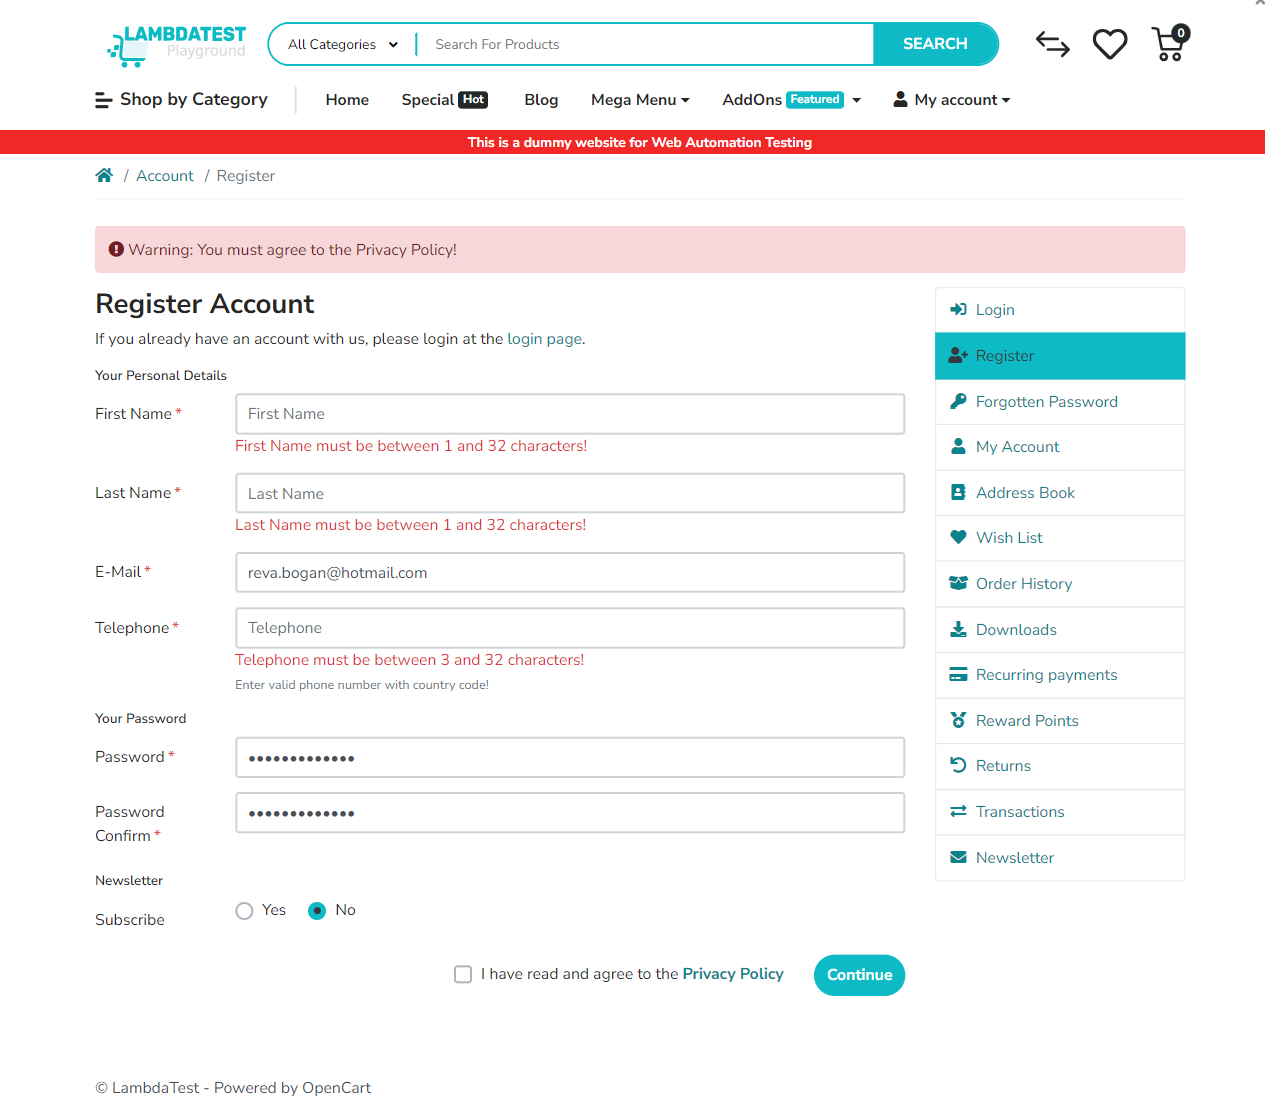 LAMBDATEST
Playground
All Categories
Search For Products
SEARCH
0
Shop by Category
Home
Special Hot
Blog
Mega Menu
AddOns Featured
My account
This is a dummy website for Web Automation Testing
/ Account / Register
Warning: You must agree to the Privacy Policy!
Register Account
If you already have an account with us, please login at the login page.
Your Personal Details
First Name *
First Name
First Name must be between 1 and 32 characters!
Last Name *
Last Name
Last Name must be between 1 and 32 characters!
E-Mail *
reva.bogan@hotmail.com
Telephone *
Telephone
Telephone must be between 3 and 32 characters!
Enter valid phone number with country code!
Your Password
Password *
•••••••••••••
Password
Confirm *
•••••••••••••
Newsletter
Subscribe
Yes
No
I have read and agree to the Privacy Policy
Continue
Login
Register
Forgotten Password
My Account
Address Book
Wish List
Order History
Downloads
Recurring payments
Reward Points
Returns
Transactions
Newsletter
© LambdaTest - Powered by OpenCart